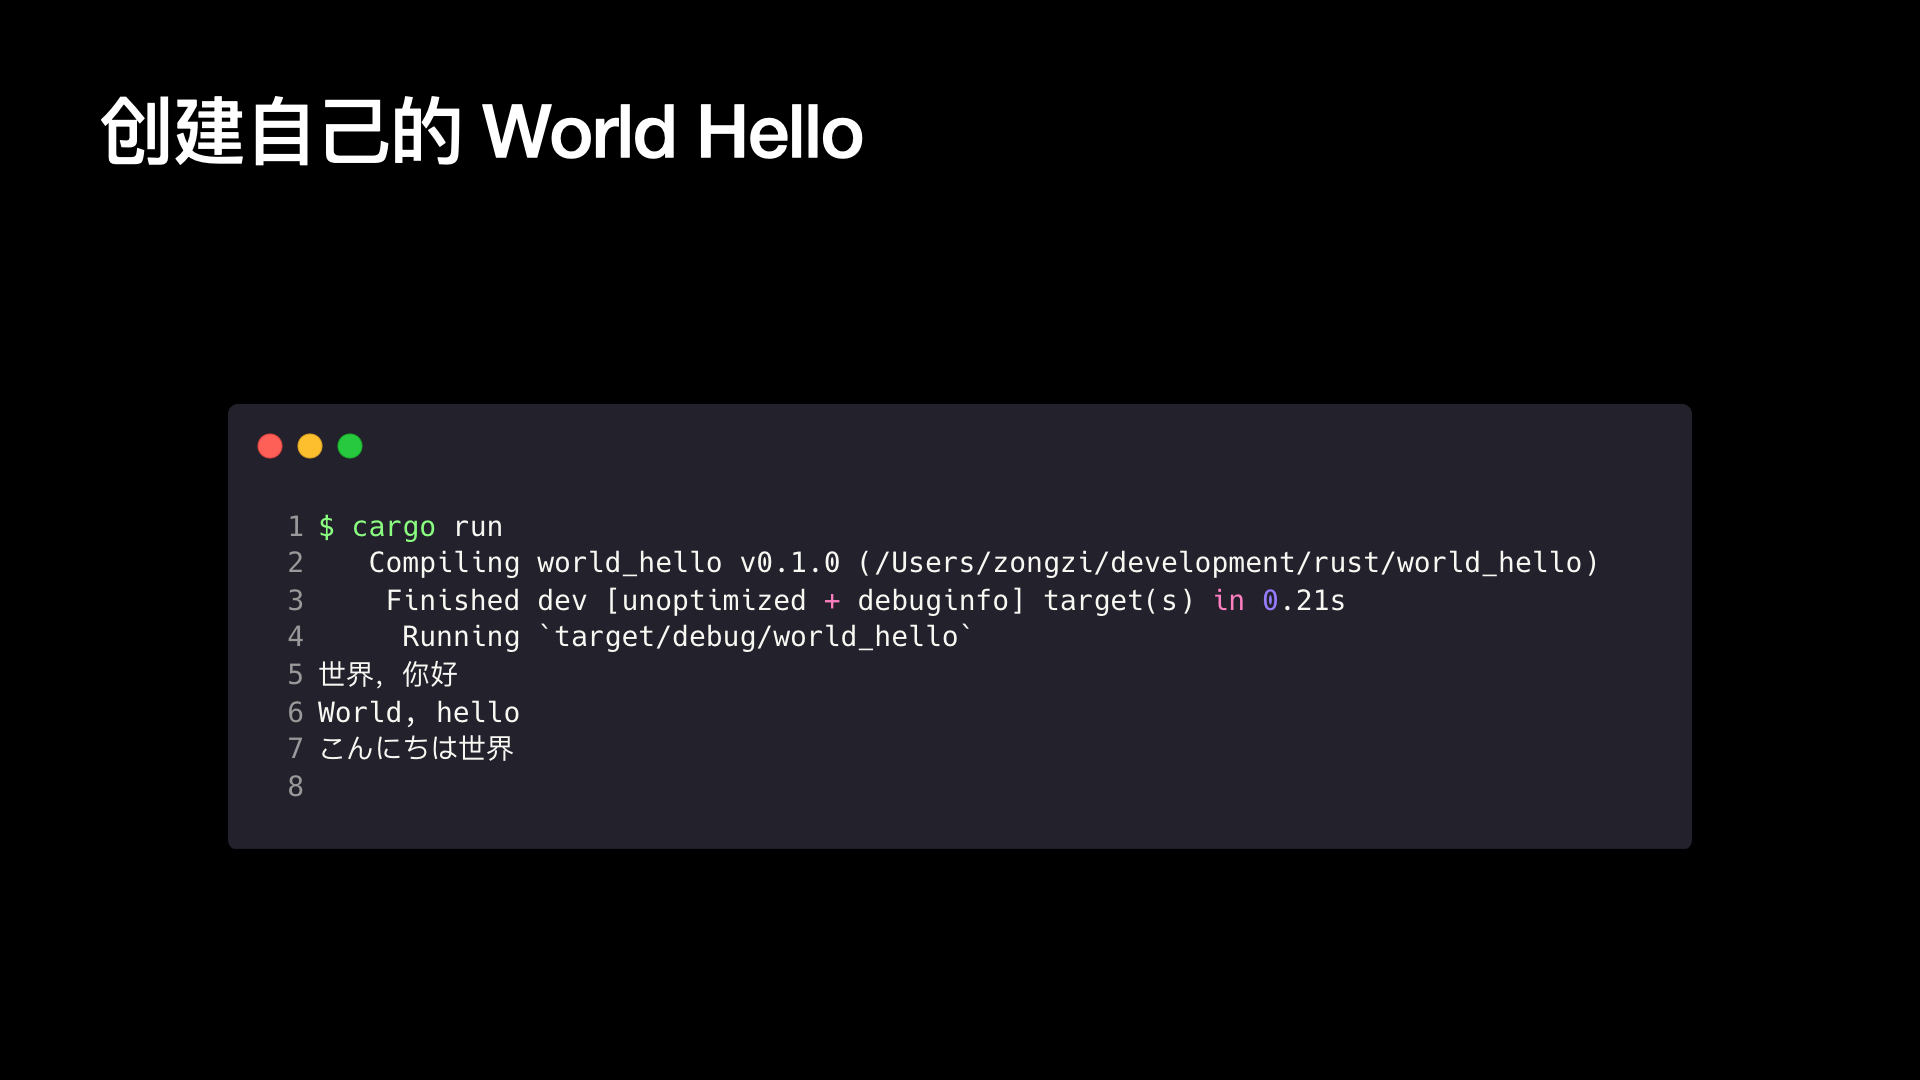 创建自己的 World Hello
1 $ cargo run
2    Compiling world_hello v0.1.0 (/Users/zongzi/development/rust/world_hello)
3     Finished dev [unoptimized + debuginfo] target(s) in 0.21s
4      Running `target/debug/world_hello`
5 世界，你好
6 World, hello
7 こんにちは世界
8